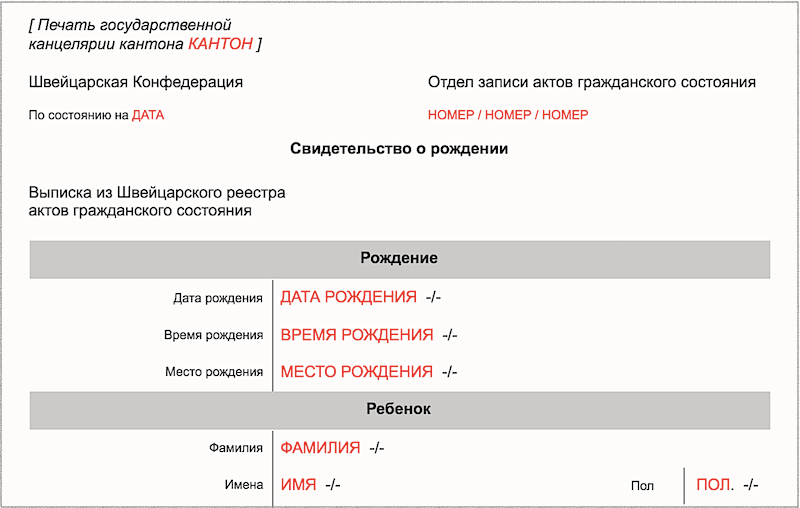 [ Печать государственной
канцелярии кантона КАНТОН ]
Швейцарская Конфедерация
Отдел записи актов гражданского состояния
По состоянию на ДАТА
НОМЕР / НОМЕР / НОМЕР
Свидетельство о рождении
Выписка из Швейцарского реестра
актов гражданского состояния
Рождение
Дата рождения ДАТА РОЖДЕНИЯ -/-
Время рождения ВРЕМЯ РОЖДЕНИЯ -/-
Место рождения МЕСТО РОЖДЕНИЯ -/-
Ребенок
Фамилия ФАМИЛИЯ -/-
Имена ИМЯ -/- Пол ПОЛ. -/-